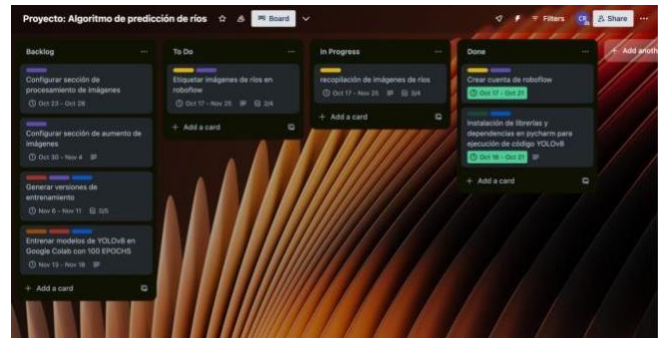 Proyecto: Algoritmo de predicción de ríos
Board
Filters
CR
Share
Backlog
Configurar sección de
procesamiento de imágenes
Oct 23 - Oct 28
Configurar sección de aumento de
imágenes
Oct 30 - Nov 4
Generar versiones de
entrenamiento
Nov 6 - Nov 11
0/5
Entrenar modelos de YOLOv8 en
Google Colab con 100 EPOCHS
Nov 13 - Nov 18
+ Add a card
To Do
Etiquetar imágenes de ríos en
roboflow
Oct 17 - Nov 25
2/4
+ Add a card
In Progress
recopilación de imágenes de ríos
Oct 17 - Nov 25
3/4
+ Add a card
Done
Crear cuenta de roboflow
Oct 17 - Oct 21
Instalación de librerías y
dependencias en pycharm para
ejecución de código YOLOv8
Oct 18 - Oct 21
+ Add a card
+ Add anoth